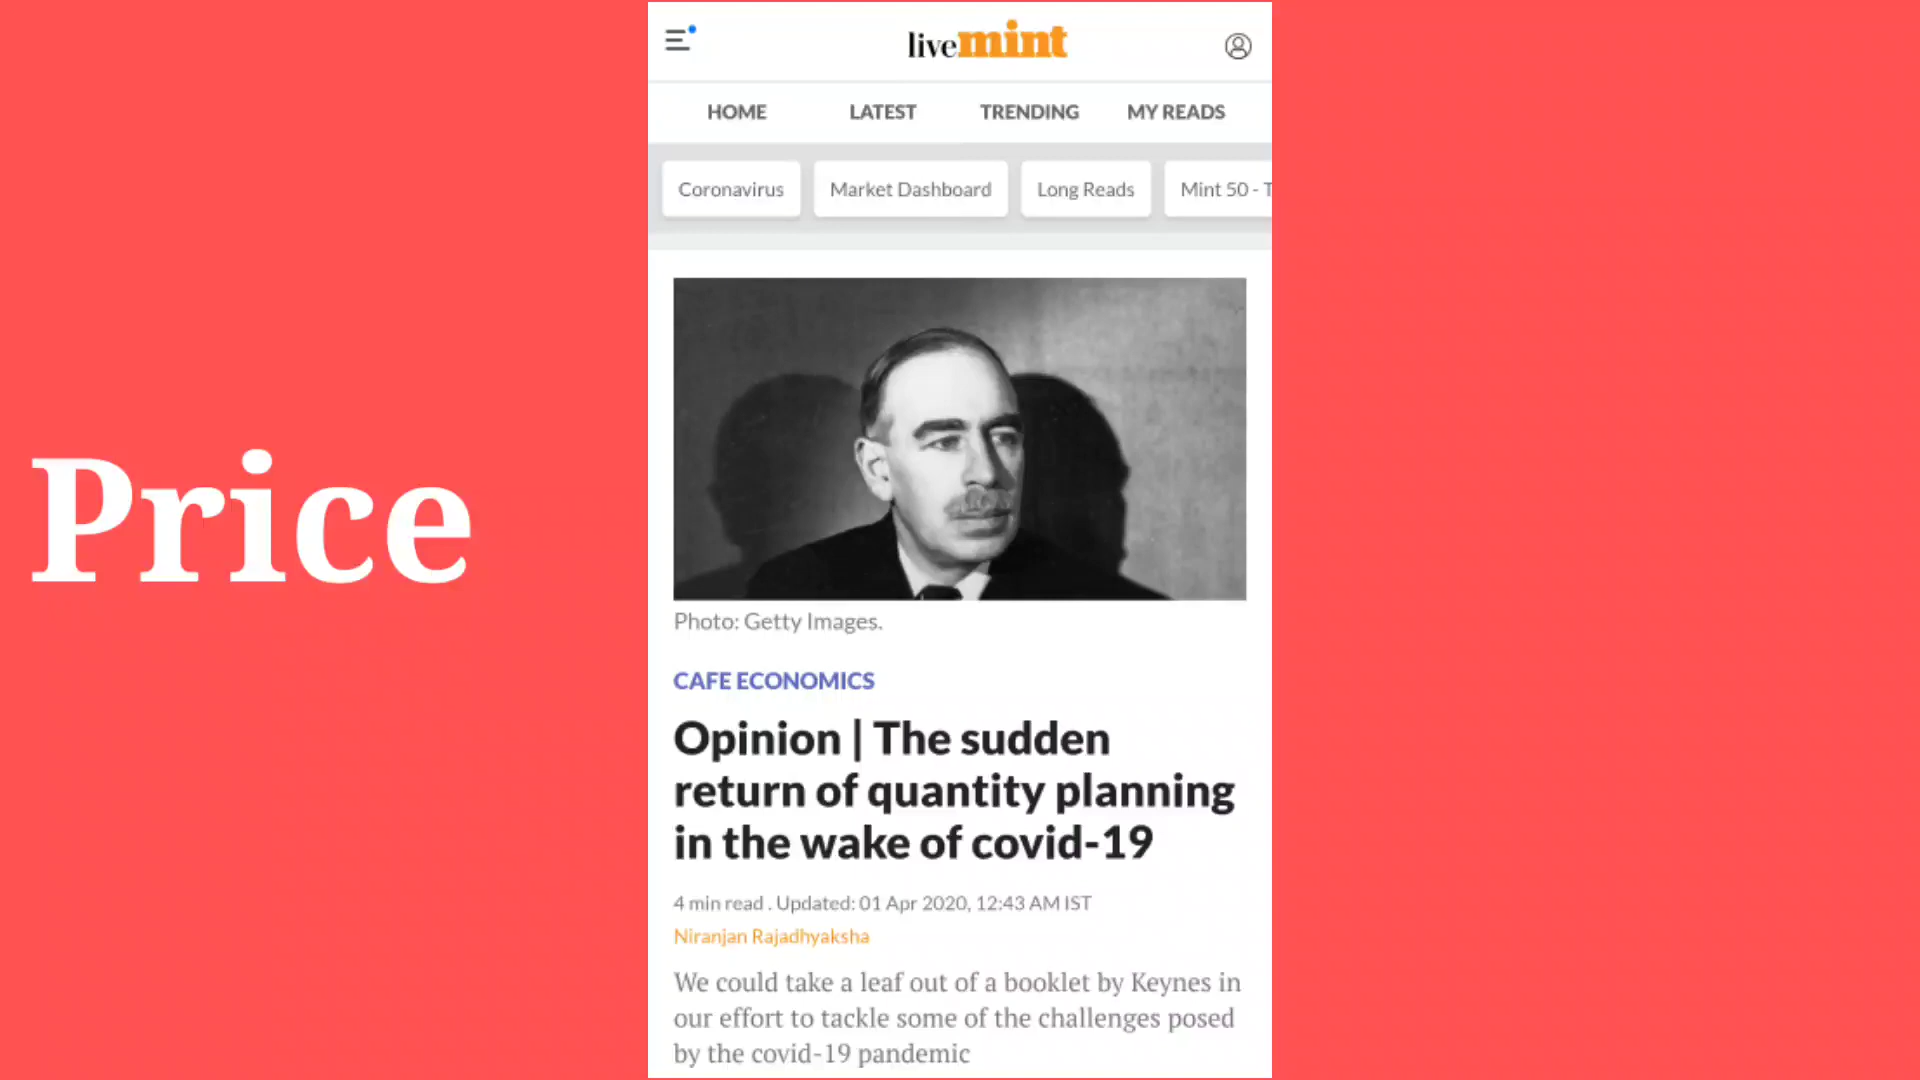 livemint
HOME LATEST TRENDING MY READS
Coronavirus Market Dashboard Long Reads Mint 50 - T
Price
Photo: Getty Images.
CAFE ECONOMICS
Opinion | The sudden
return of quantity planning
in the wake of covid-19
4 min read . Updated: 01 Apr 2020, 12:43 AM IST
Niranjan Rajadhyaksha
We could take a leaf out of a booklet by Keynes in
our effort to tackle some of the challenges posed
by the covid-19 pandemic